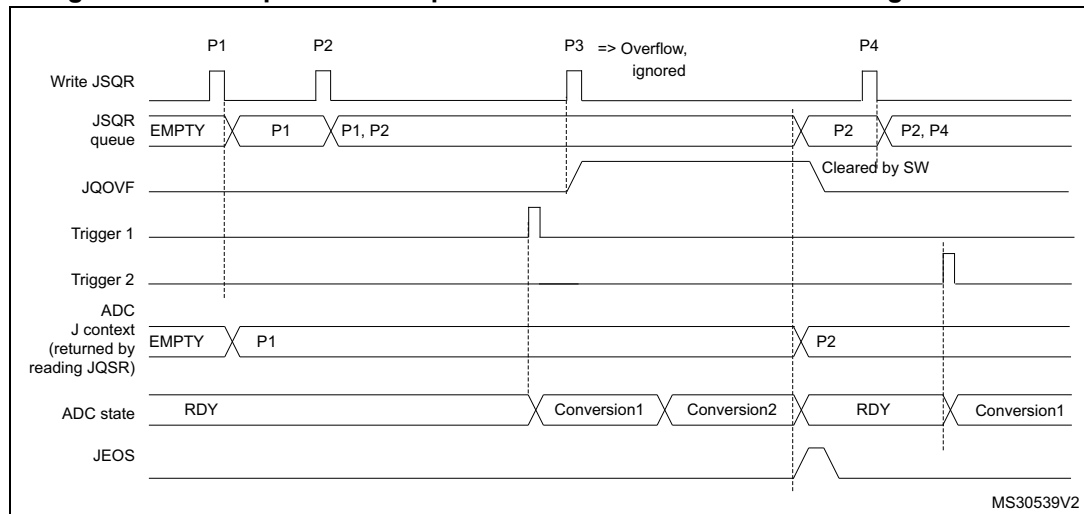 P1 P2 P3 => Overflow, P4
ignored
Write JSQR
JSQR
queue
EMPTY P1 P1, P2 P2 P2, P4
Cleared by SW
JQOVF
Trigger 1
Trigger 2
ADC
J context
(returned by
reading JQSR)
EMPTY P1 P2
ADC state RDY Conversion1 Conversion2 RDY Conversion1
JEOS
MS30539V2